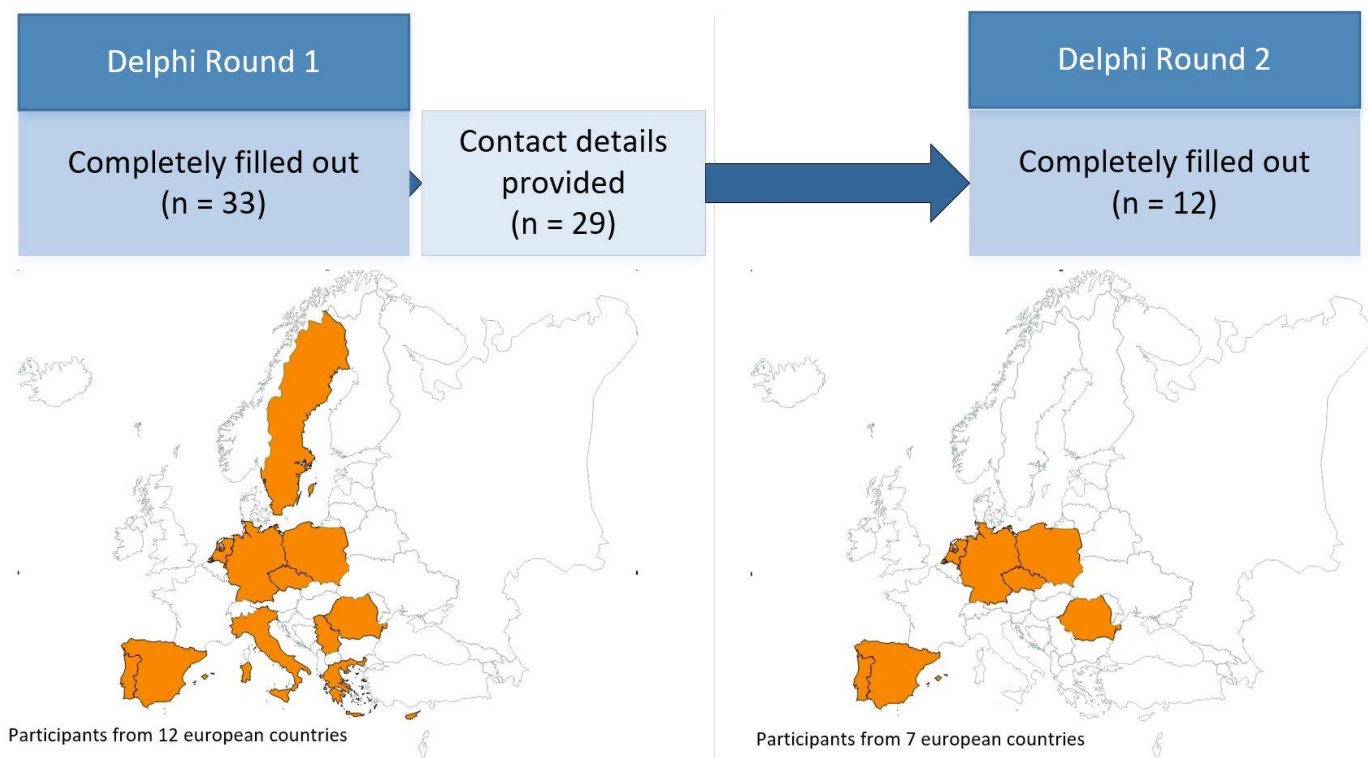 Delphi Round 1
Completely filled out
(n = 33)
Contact details
provided
(n = 29)
Delphi Round 2
Completely filled out
(n = 12)
Participants from 12 european countries
Participants from 7 european countries